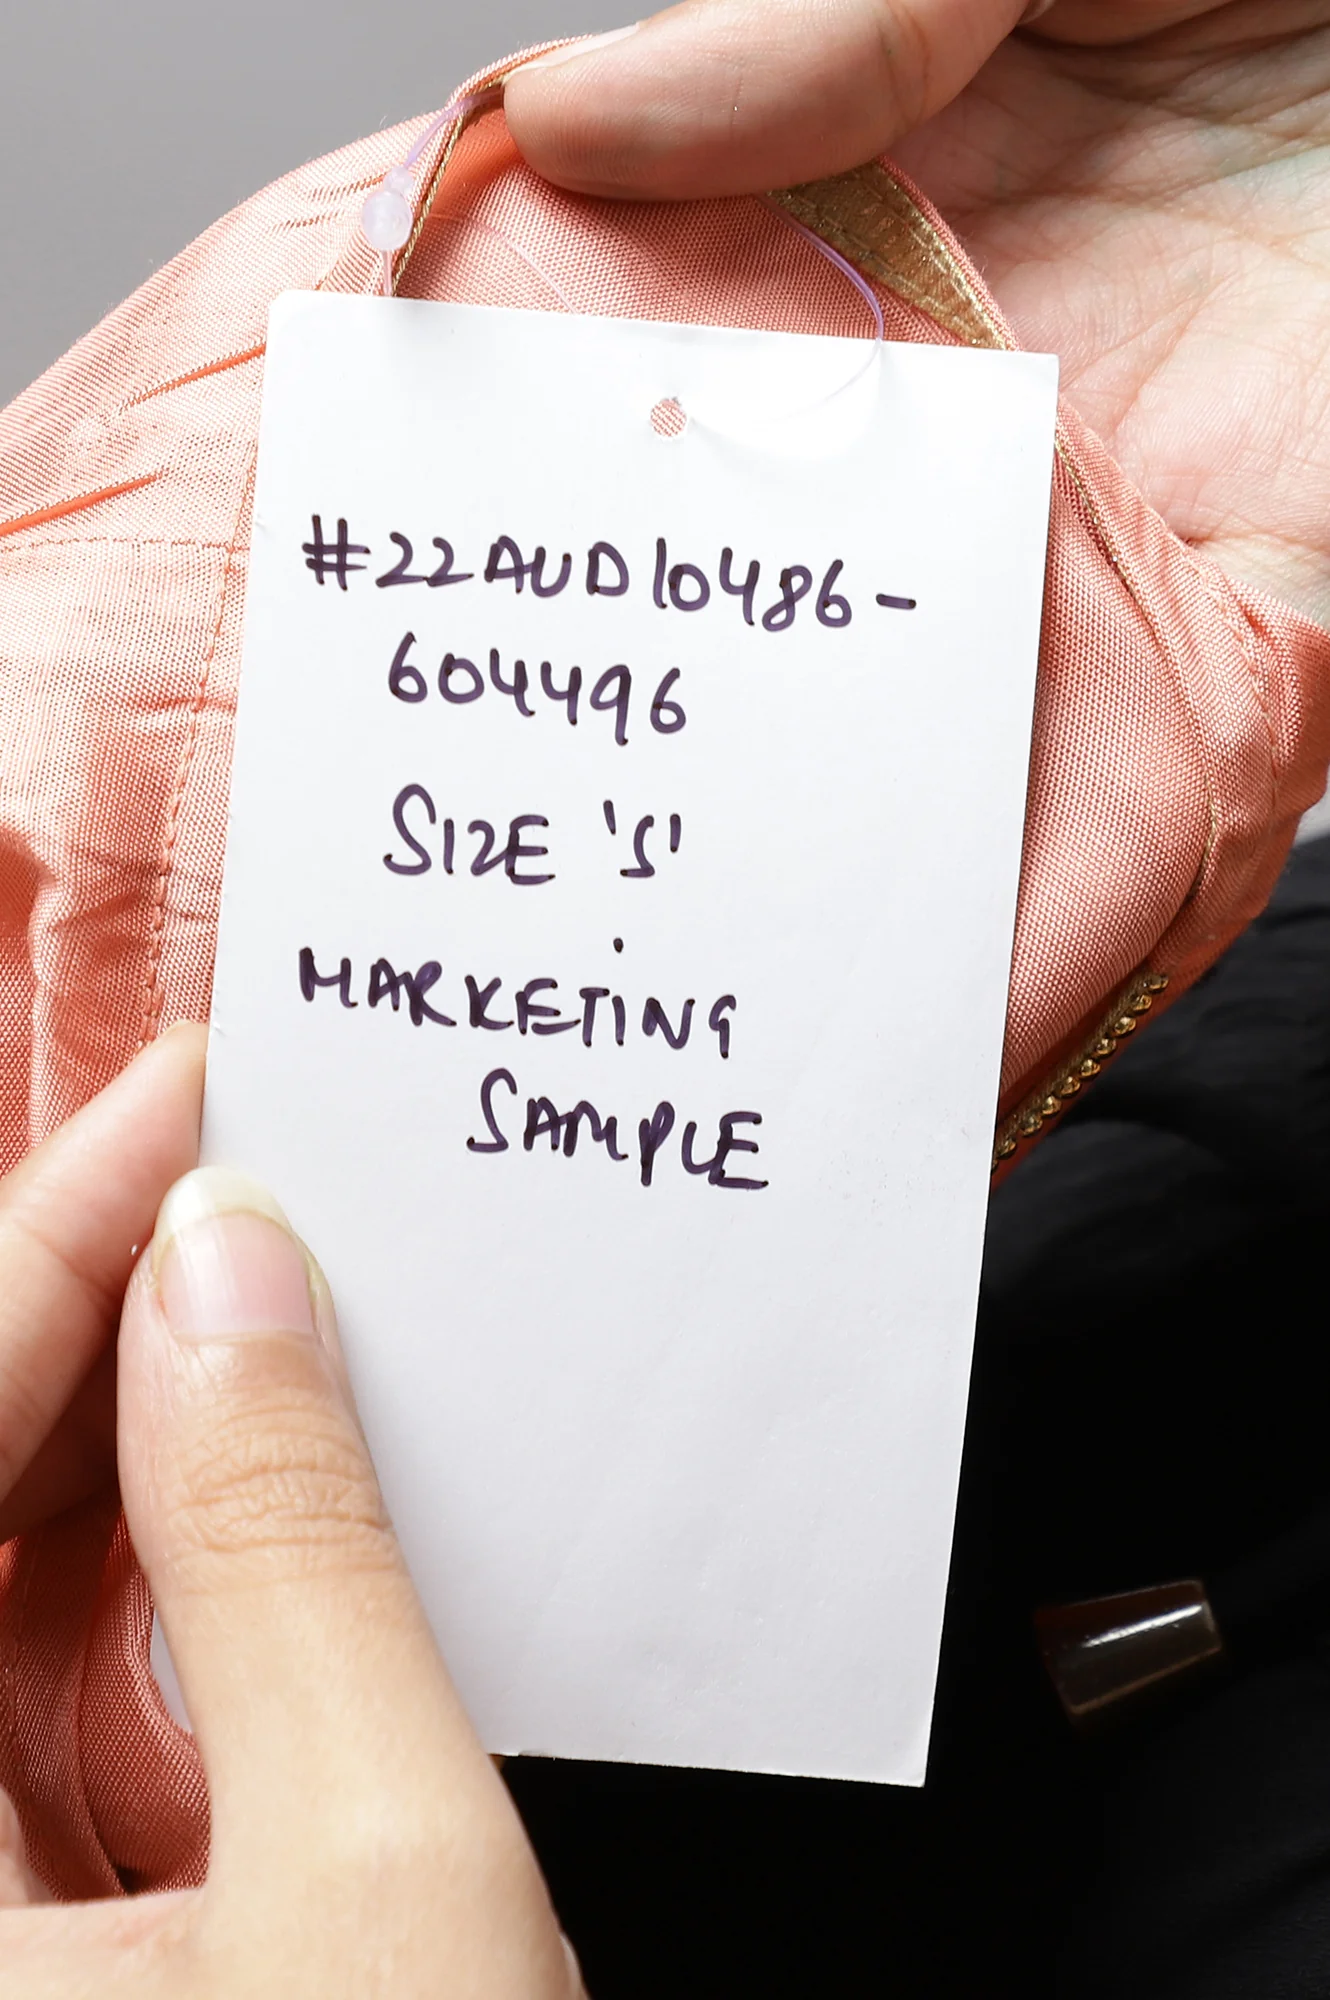 #22AUD10486-
604496
SIZE 'S'
MARKETING
SAMPLE